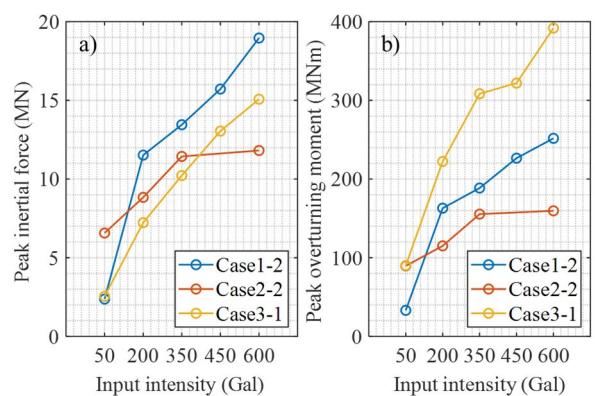 a)
Peak inertial force (MN)
20
15
10
5
0
50 200 350 450 600
Input intensity (Gal)
Case1-2
Case2-2
Case3-1
b)
Peak overturning moment (MNm)
400
300
200
100
0
50 200 350 450 600
Input intensity (Gal)
Case1-2
Case2-2
Case3-1